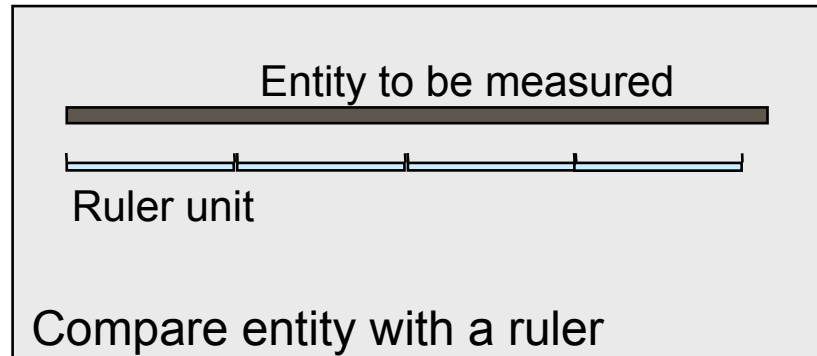 Entity to be measured
Ruler unit
Compare entity with a ruler